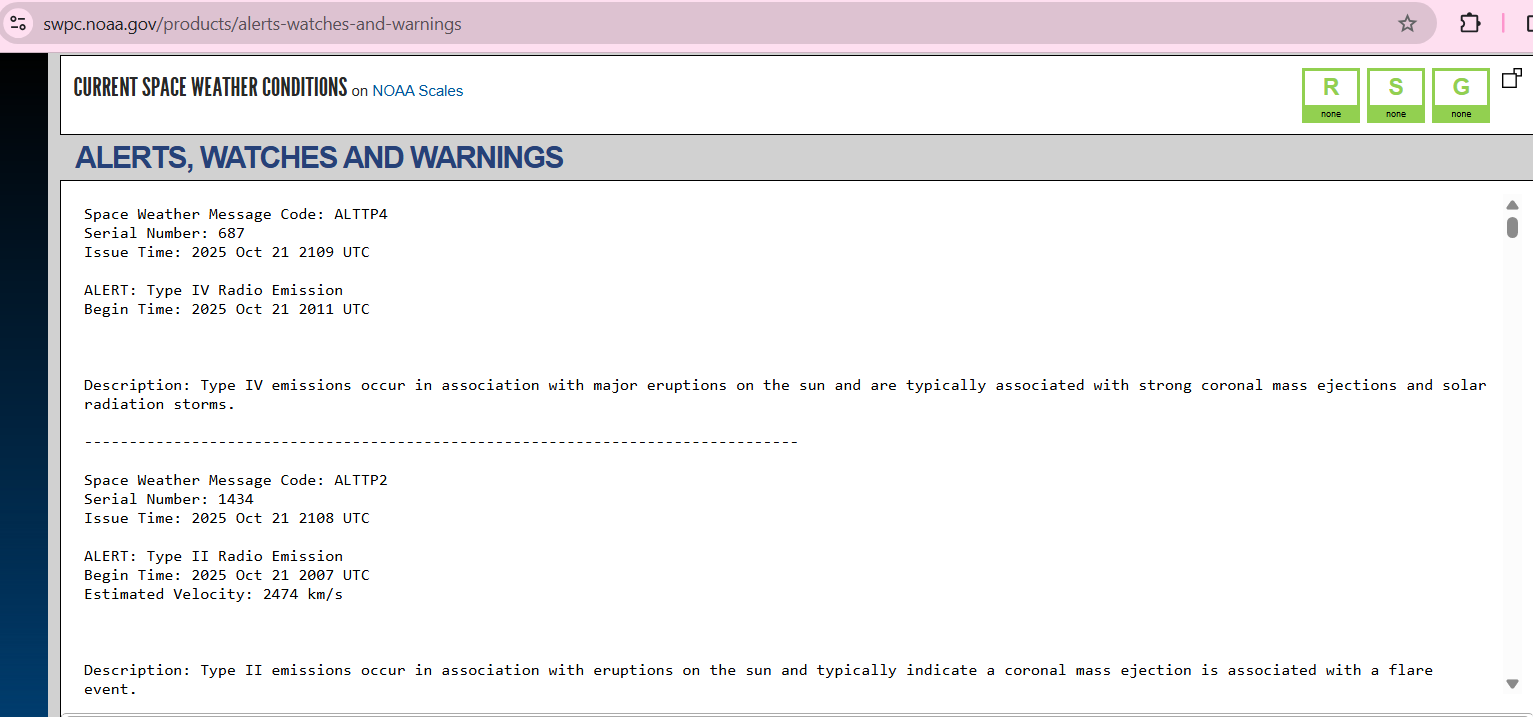 swpc.noaa.gov/products/alerts-watches-and-warnings
CURRENT SPACE WEATHER CONDITIONS on NOAA Scales
R S G
none none none
ALERTS, WATCHES AND WARNINGS
Space Weather Message Code: ALTTP4
Serial Number: 687
Issue Time: 2025 Oct 21 2109 UTC
ALERT: Type IV Radio Emission
Begin Time: 2025 Oct 21 2011 UTC
Description: Type IV emissions occur in association with major eruptions on the sun and are typically associated with strong coronal mass ejections and solar
radiation storms.
--------------------------------------------------------------------------------
Space Weather Message Code: ALTTP2
Serial Number: 1434
Issue Time: 2025 Oct 21 2108 UTC
ALERT: Type II Radio Emission
Begin Time: 2025 Oct 21 2007 UTC
Estimated Velocity: 2474 km/s
Description: Type II emissions occur in association with eruptions on the sun and typically indicate a coronal mass ejection is associated with a flare
event.